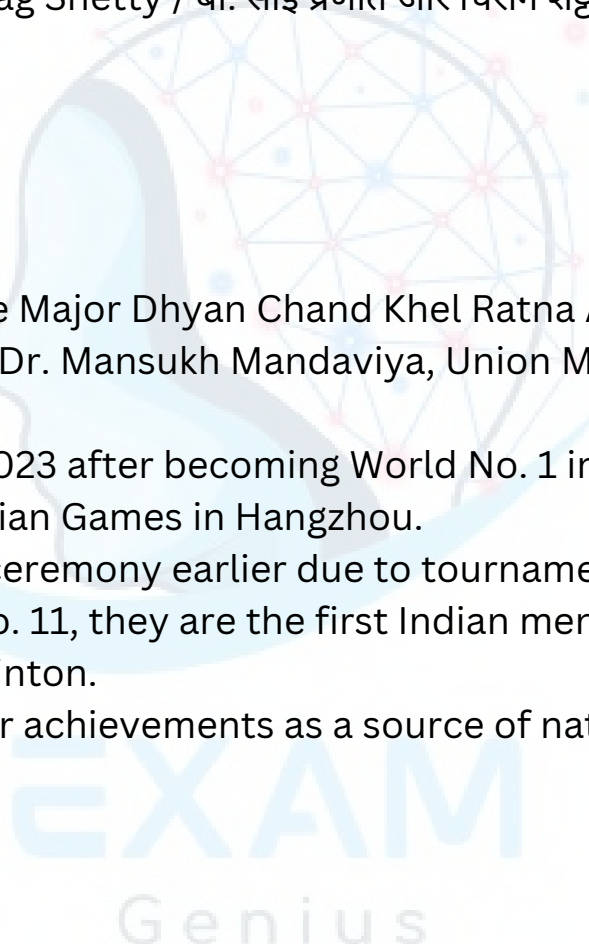 ag Shetty / बी. साई प्रणीत और चिराग शेट्टी
e Major Dhyan Chand Khel Ratna A
Dr. Mansukh Mandaviya, Union M
023 after becoming World No. 1 in
ian Games in Hangzhou.
ceremony earlier due to tourname
o. 11, they are the first Indian men
inton.
r achievements as a source of nat
EXAM
Genius